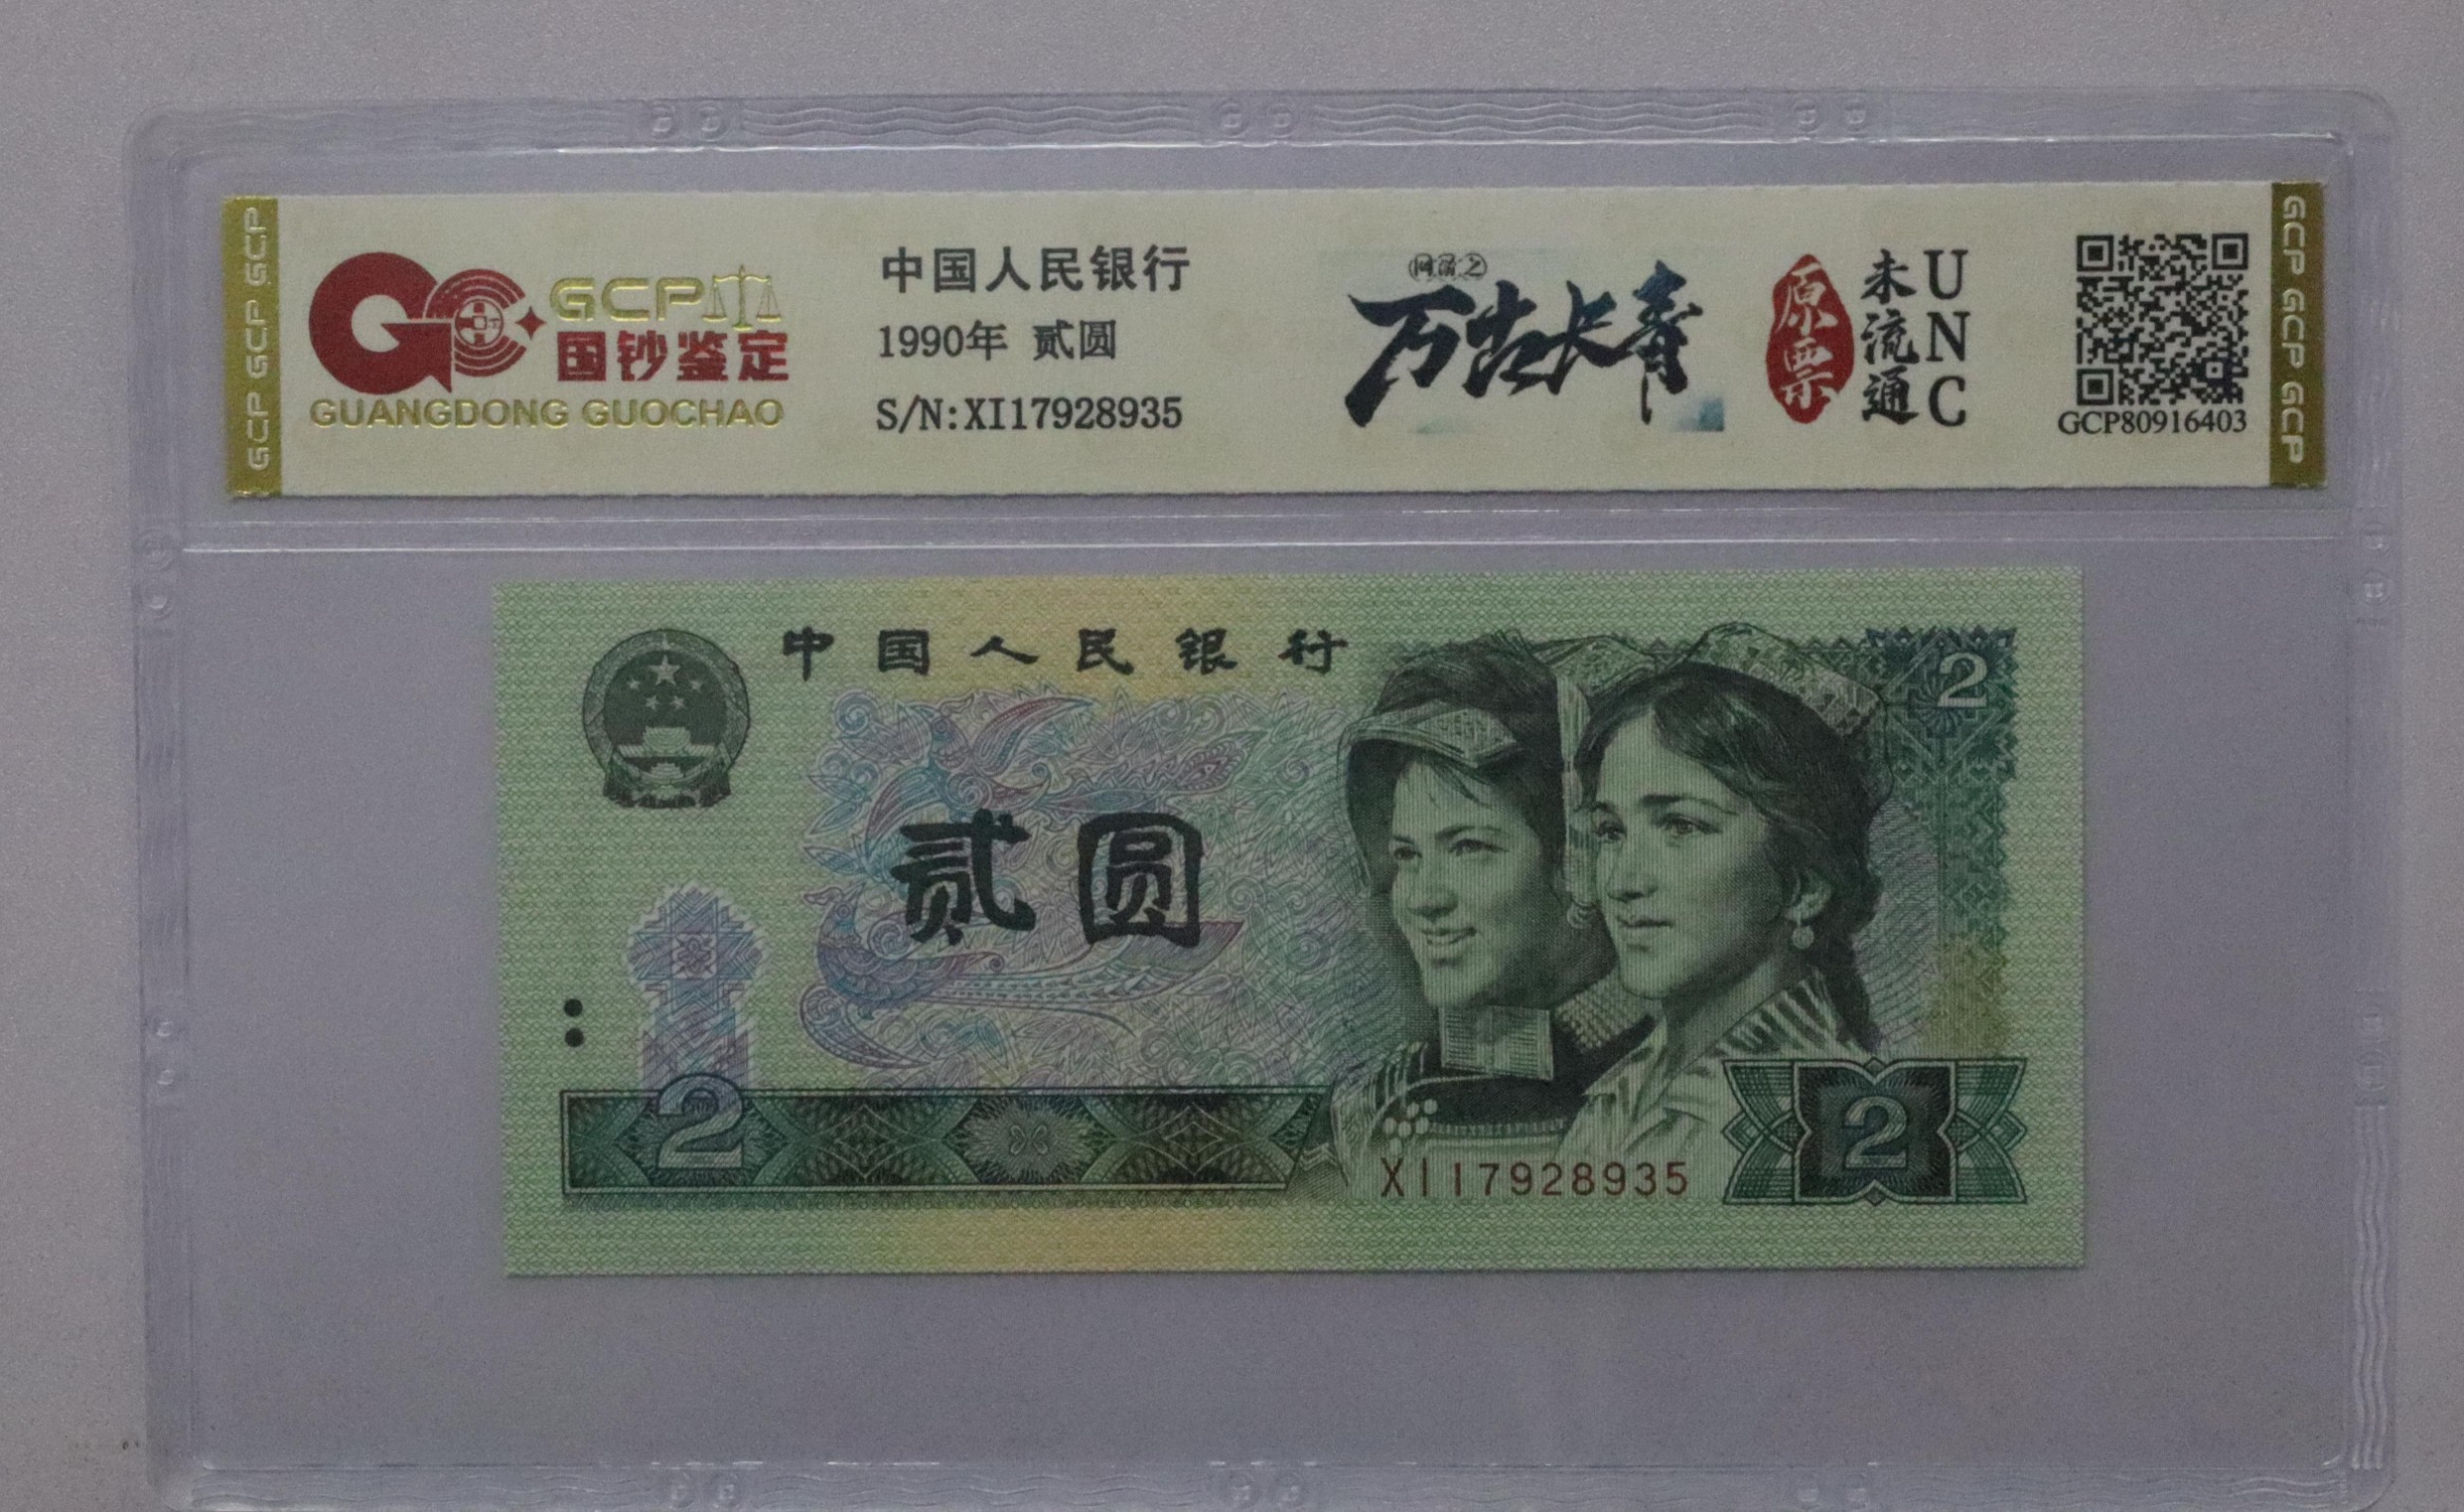 GCP GCP GCP
GCP
国钞鉴定
GUANGDONG GUOCHAO
中国人民银行
1990年 贰圆
S/N:XI17928935
万古长青
原票
未流通
UNC
GCP80916403
GCP GCP GCP
中国人民银行
贰圆
2
2
2
XI17928935